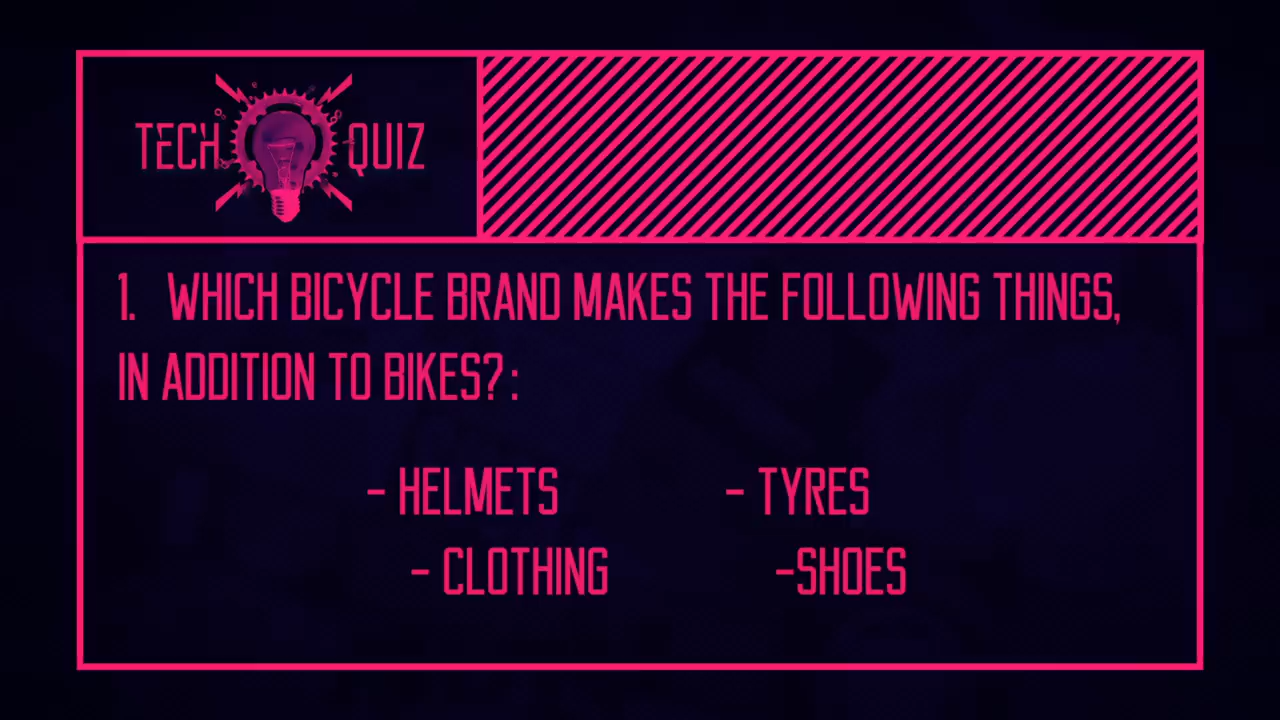 TECH QUIZ
1. WHICH BICYCLE BRAND MAKES THE FOLLOWING THINGS,
IN ADDITION TO BIKES?:
- HELMETS - TYRES
- CLOTHING -SHOES